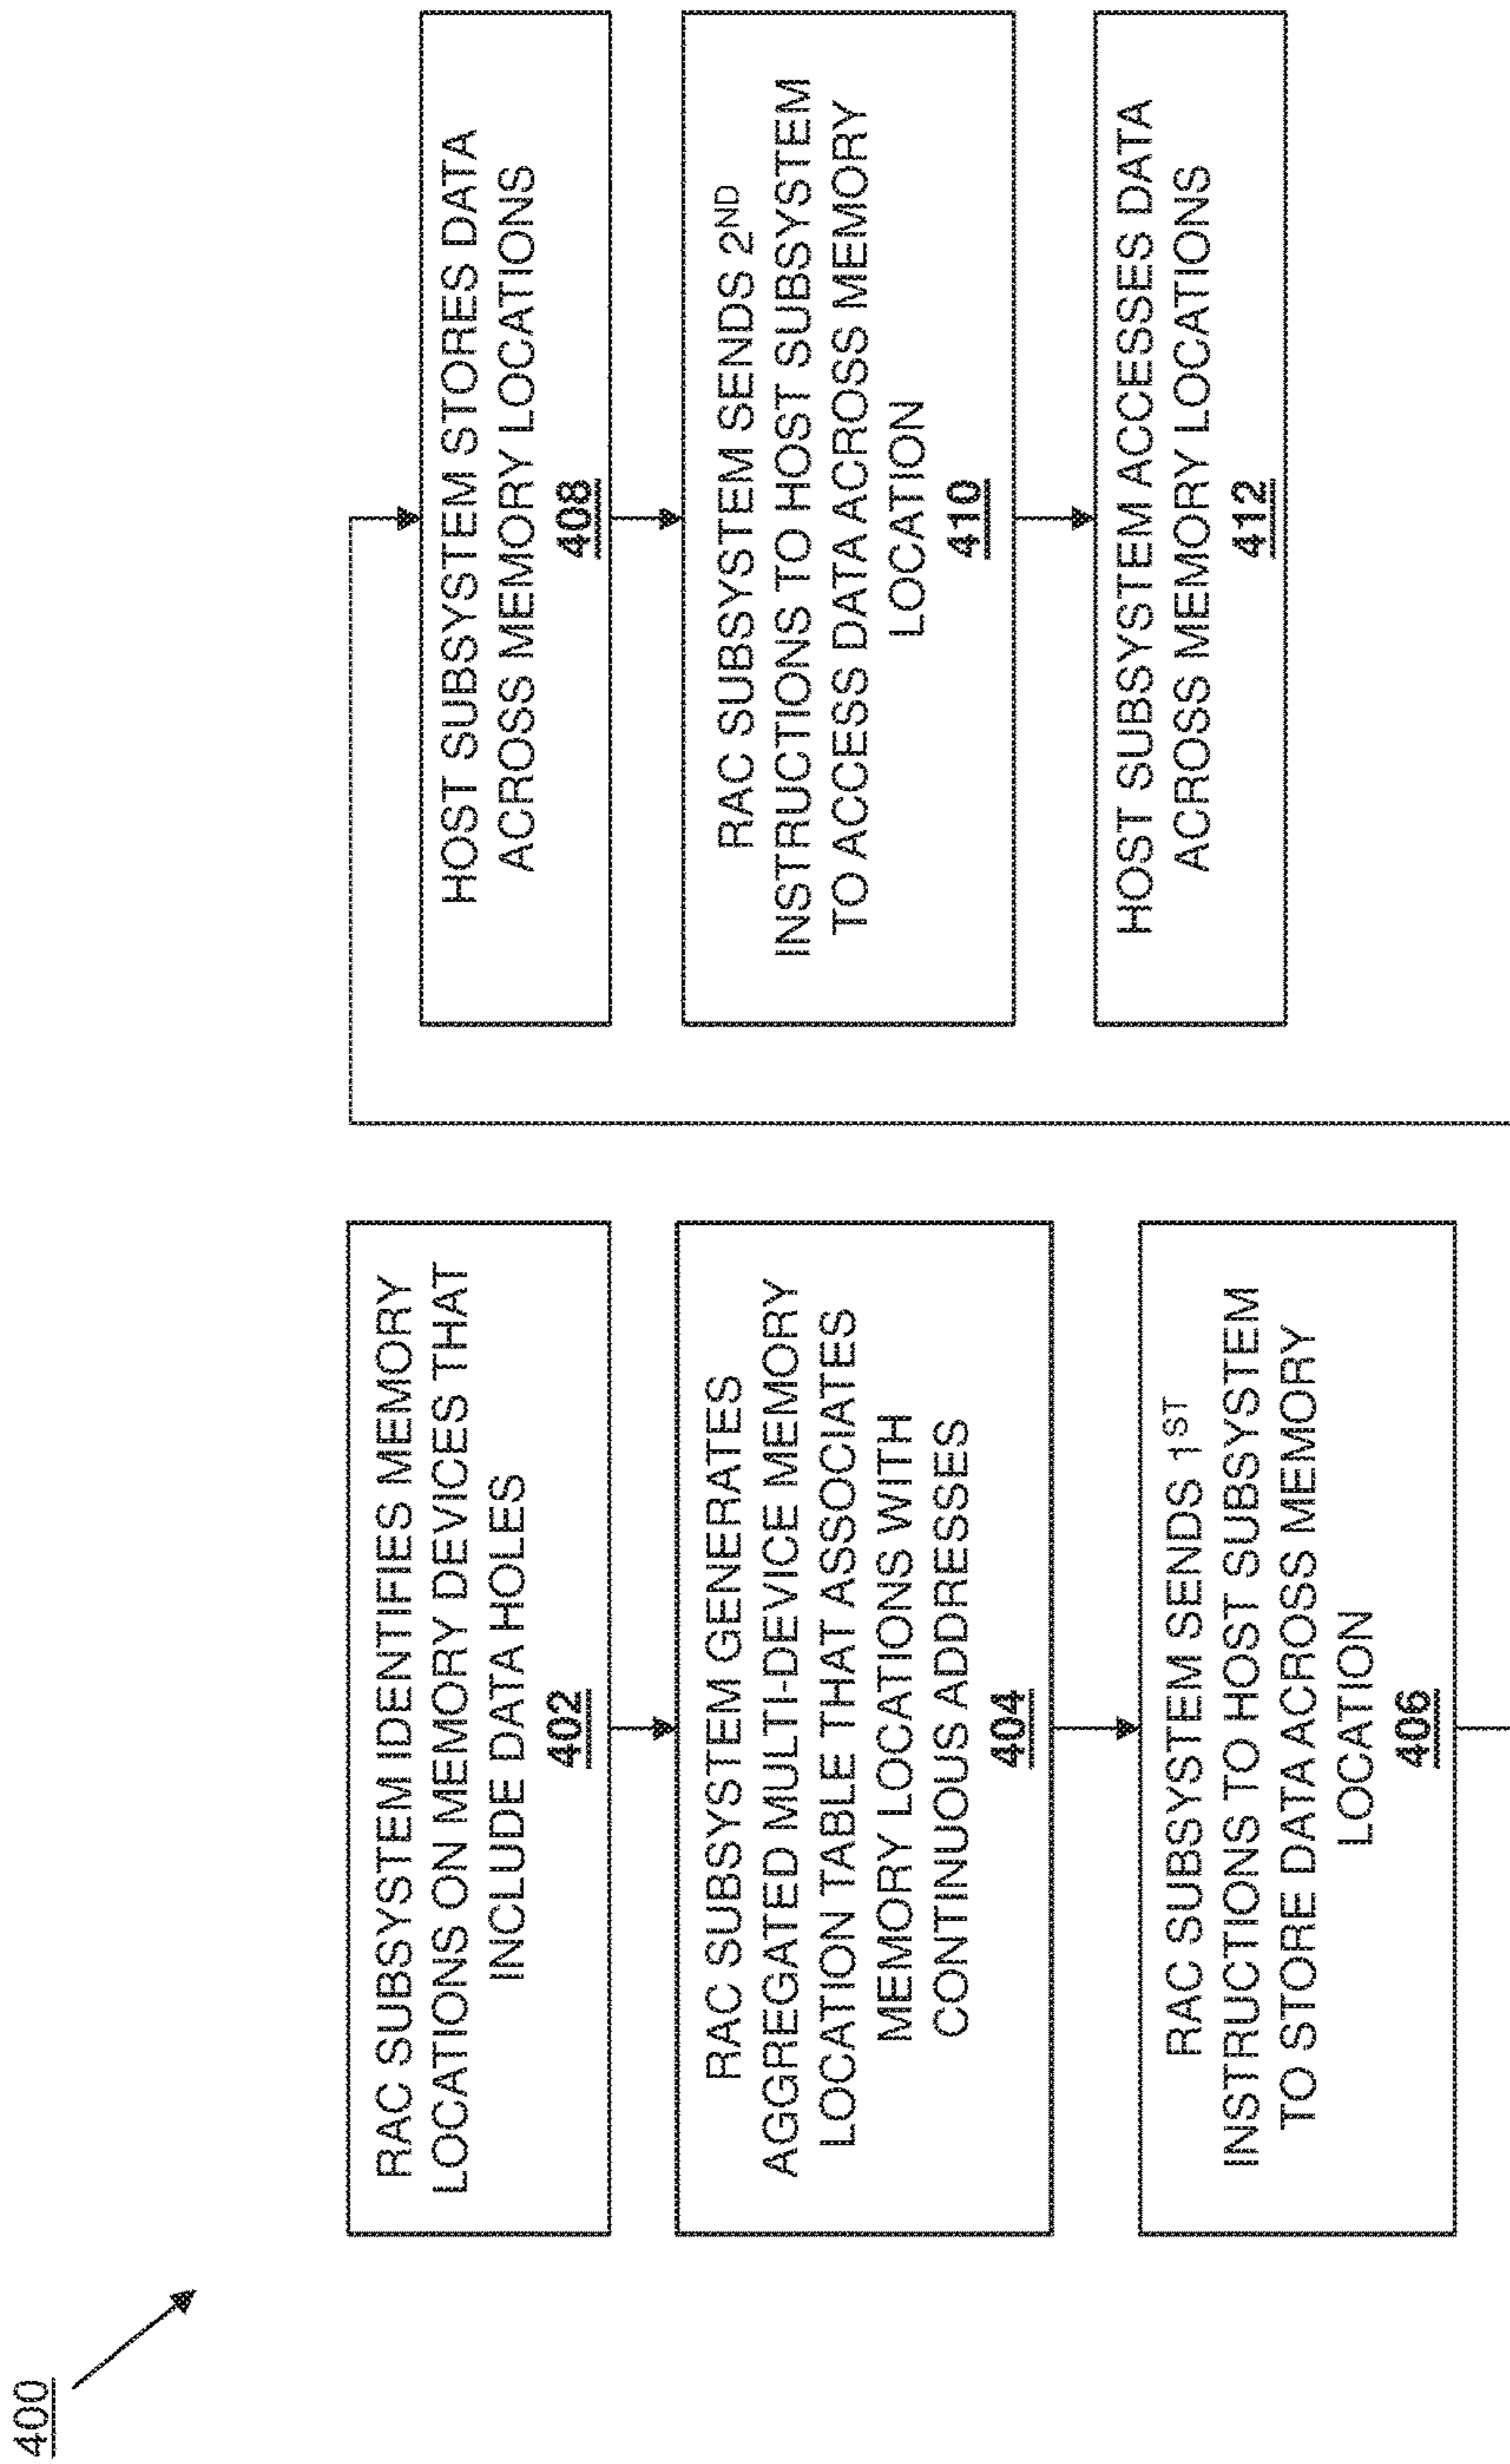 400
RAC SUBSYSTEM IDENTIFIES MEMORY
LOCATIONS ON MEMORY DEVICES THAT
INCLUDE DATA HOLES
402
RAC SUBSYSTEM GENERATES
AGGREGATED MULTI-DEVICE MEMORY
LOCATION TABLE THAT ASSOCIATES
MEMORY LOCATIONS WITH
CONTINUOUS ADDRESSES
404
RAC SUBSYSTEM SENDS 1ST
INSTRUCTIONS TO HOST SUBSYSTEM
TO STORE DATA ACROSS MEMORY
LOCATION
406
HOST SUBSYSTEM STORES DATA
ACROSS MEMORY LOCATIONS
408
RAC SUBSYSTEM SENDS 2ND
INSTRUCTIONS TO HOST SUBSYSTEM
TO ACCESS DATA ACROSS MEMORY
LOCATION
410
HOST SUBSYSTEM ACCESSES DATA
ACROSS MEMORY LOCATIONS
412